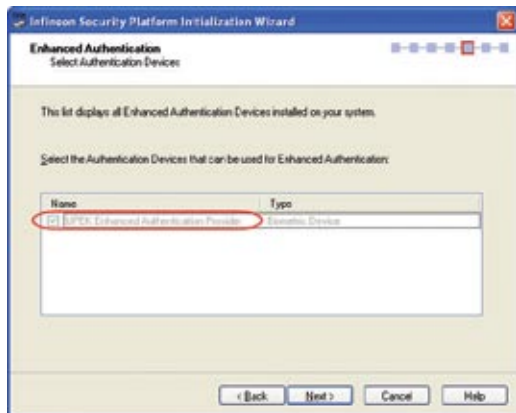 Infineon Security Platform Initialization Wizard
Enhanced Authentication
Select Authentication Devices
This list displays all Enhanced Authentication Devices installed on your system.
Select the Authentication Devices that can be used for Enhanced Authentication:
Name Type
UPEK Enhanced Authentication Provider Biometric Device
< Back Next > Cancel Help